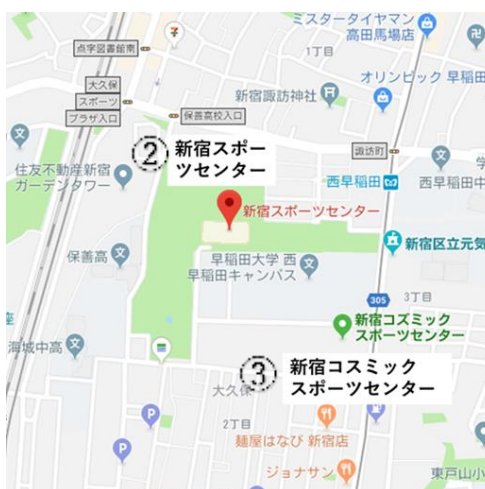 ミスタータイヤマン
高田馬場店
点字図書館南
1丁目
オリンピック 早稲田
大久保
スポーツ
プラザ入口
新宿諏訪神社
保善高校入口
② 新宿スポー
ツセンター
諏訪町
住友不動産新宿
ガーデンタワー
西早稲田
西早稲田中
新宿スポーツセンター
保善高
早稲田大学 西
早稲田キャンパス
新宿区立元気
305
3丁目
新宿コズミック
スポーツセンター
海城中高
③ 新宿コスミック
スポーツセンター
大久保
2丁目
麺屋はなび 新宿店
ジョナサン
東戸山小